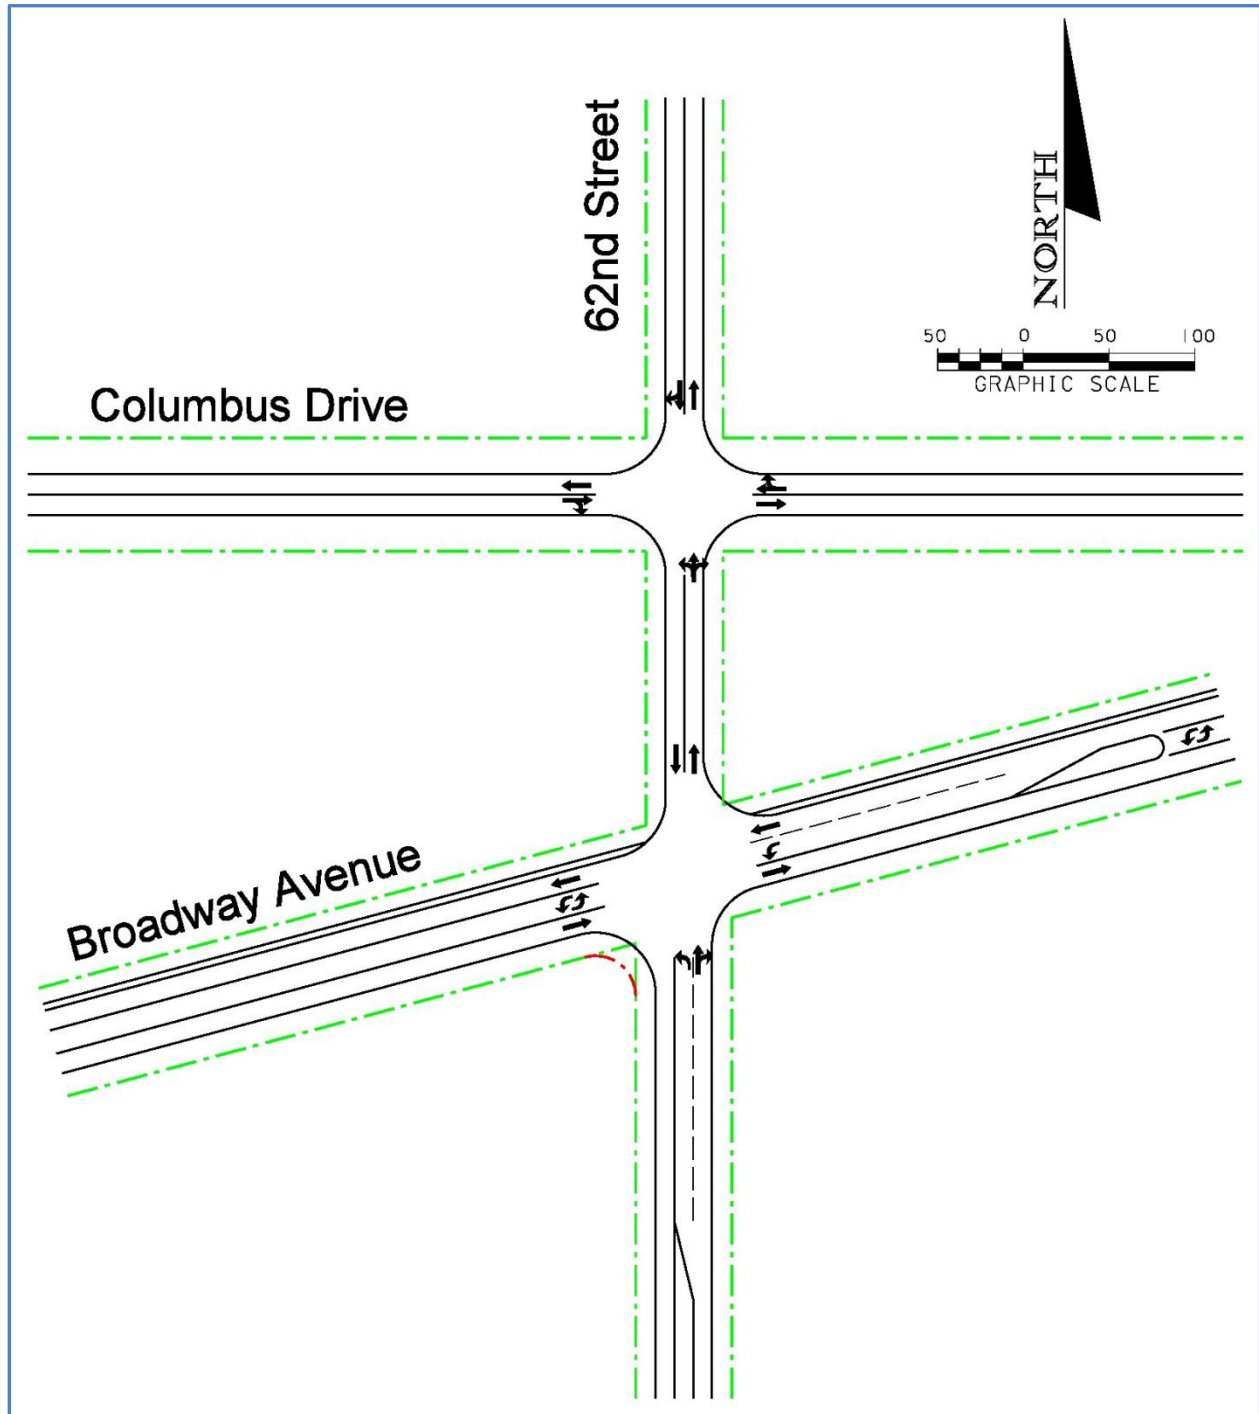 62nd Street
NORTH
50 0 50 100
GRAPHIC SCALE
Columbus Drive
Broadway Avenue